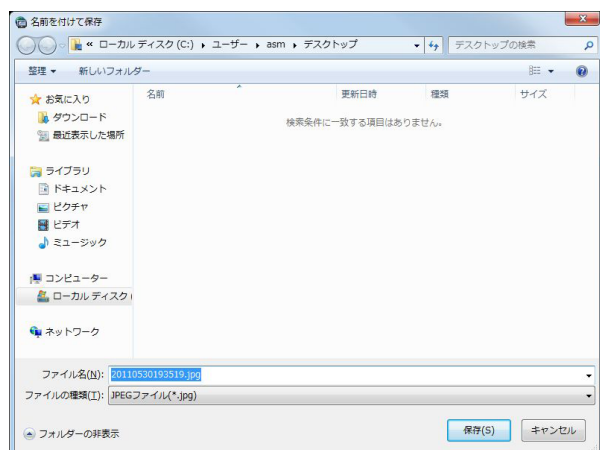 名前を付けて保存
« ローカル ディスク (C:) ▸ ユーザー ▸ asm ▸ デスクトップ
デスクトップの検索
整理 ▼ 新しいフォルダー
名前 更新日時 種類 サイズ
検索条件に一致する項目はありません。
お気に入り
ダウンロード
最近表示した場所
ライブラリ
ドキュメント
ピクチャ
ビデオ
ミュージック
コンピューター
ローカル ディスク (
ネットワーク
ファイル名(N): 20110530193519.jpg
ファイルの種類(T): JPEGファイル(*.jpg)
フォルダーの非表示
保存(S) キャンセル